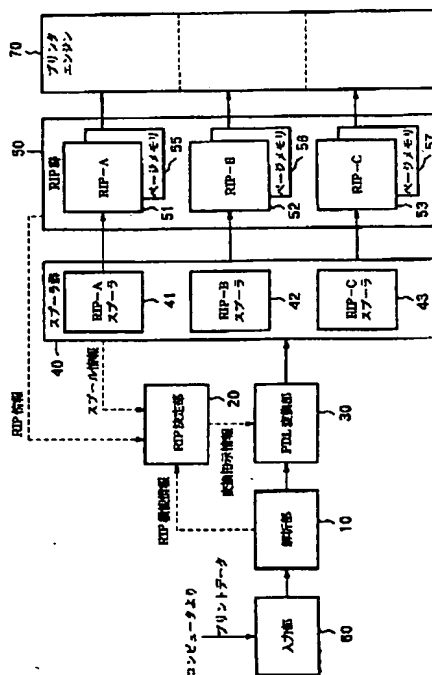 70
プリンタ
エンジン
50
RIP群
RIP-A
ページメモリ
55
51
RIP-B
ページメモリ
56
52
RIP-C
ページメモリ
57
53
スプーラ部
40
RIP-A
スプーラ
41
RIP-B
スプーラ
42
RIP-C
スプーラ
43
RIP情報
スプール情報
RIP決定部
20
変換指示情報
RIP機能情報
PDL変換部
30
解析部
10
コンピュータより
プリントデータ
入力部
60